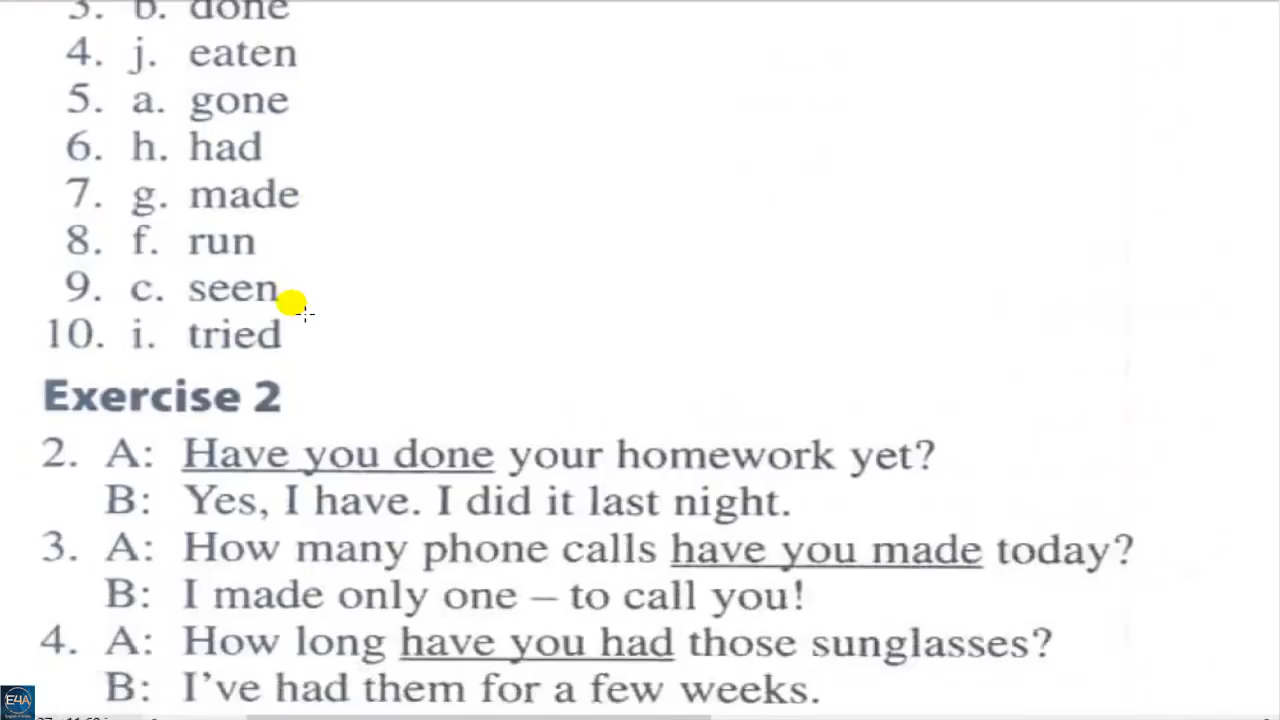 3. b. done
4. j. eaten
5. a. gone
6. h. had
7. g. made
8. f. run
9. c. seen
10. i. tried
Exercise 2
2. A: Have you done your homework yet?
B: Yes, I have. I did it last night.
3. A: How many phone calls have you made today?
B: I made only one – to call you!
4. A: How long have you had those sunglasses?
B: I've had them for a few weeks.
E4A